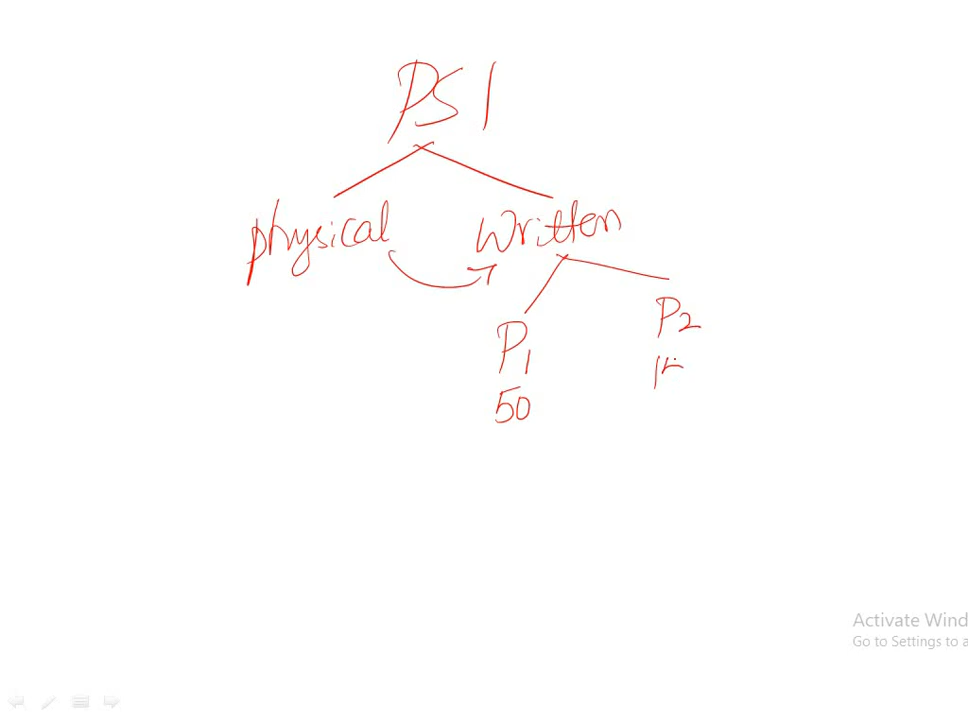 PSI
physical Written
P1 P2
50
Activate Wind
Go to Settings to a